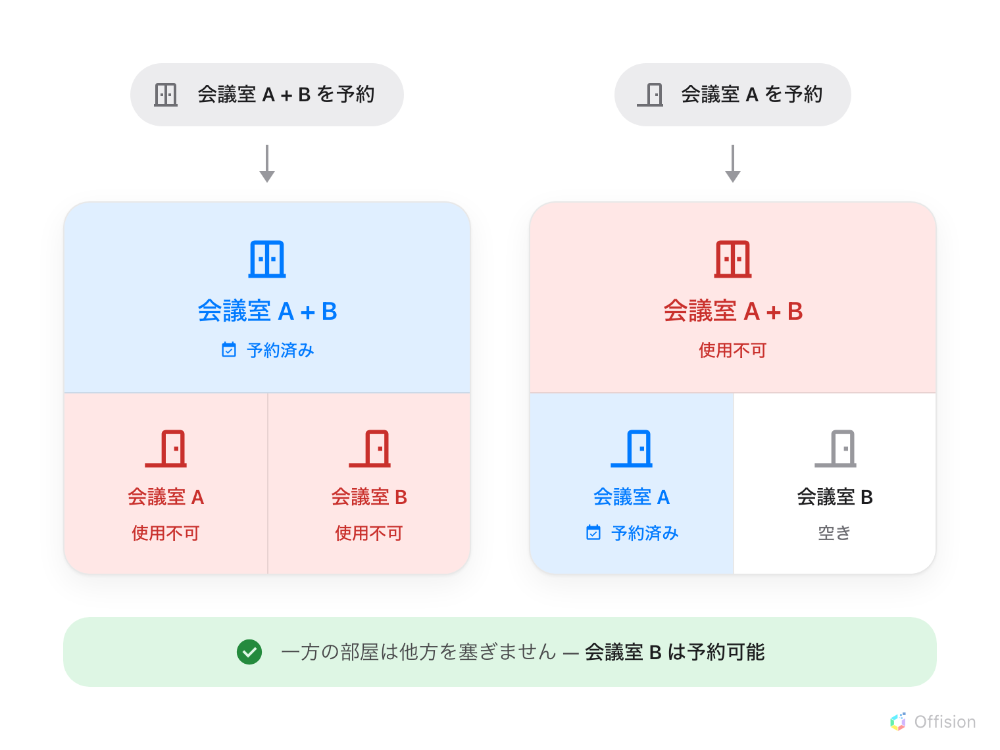 会議室 A + B を予約
会議室 A + B
予約済み
会議室 A
使用不可
会議室 B
使用不可
会議室 A を予約
会議室 A + B
使用不可
会議室 A
予約済み
会議室 B
空き
一方の部屋は他方を塞ぎません — 会議室 B は予約可能
Offision